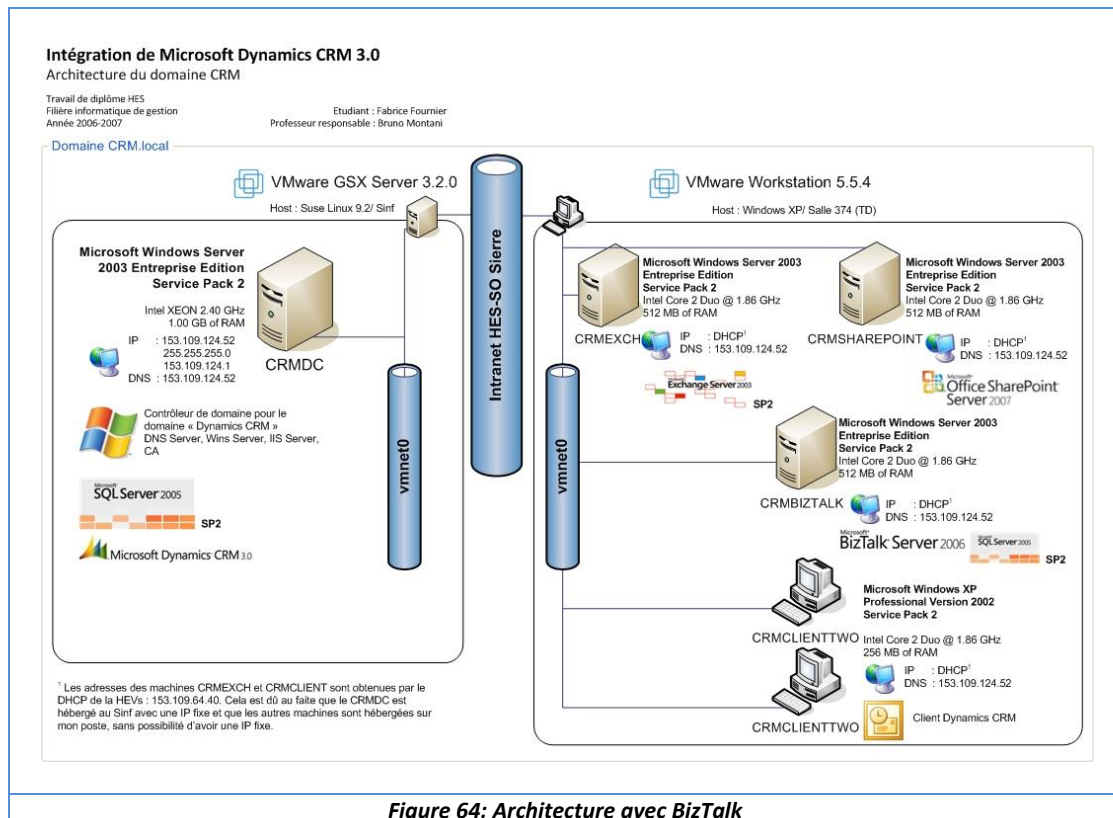 Intégration de Microsoft Dynamics CRM 3.0
Architecture du domaine CRM
Travail de diplôme HES
Filière informatique de gestion
Année 2006-2007
Etudiant : Fabrice Fournier
Professeur responsable : Bruno Montani
Domaine CRM.local
VMware GSX Server 3.2.0
Host : Suse Linux 9.2/ Sinf
Microsoft Windows Server
2003 Entreprise Edition
Service Pack 2
Intel XEON 2.40 GHz
1.00 GB of RAM
IP : 153.109.124.52
255.255.255.0
153.109.124.1
DNS : 153.109.124.52
CRMDC
Contrôleur de domaine pour le
domaine « Dynamics CRM »
DNS Server, Wins Server, IIS Server,
CA
Microsoft
SQL Server 2005
SP2
Microsoft Dynamics CRM 3.0
vmnet0
Intranet HES-SO Sierre
VMware Workstation 5.5.4
Host : Windows XP/ Salle 374 (TD)
vmnet0
Microsoft Windows Server 2003
Entreprise Edition
Service Pack 2
Intel Core 2 Duo @ 1.86 GHz
512 MB of RAM
CRMEXCH
IP : DHCP¹
DNS : 153.109.124.52
Microsoft
Exchange Server 2003
SP2
Microsoft Windows Server 2003
Entreprise Edition
Service Pack 2
Intel Core 2 Duo @ 1.86 GHz
512 MB of RAM
CRMSHAREPOINT
IP : DHCP¹
DNS : 153.109.124.52
Microsoft
Office SharePoint
Server 2007
Microsoft Windows Server 2003
Entreprise Edition
Service Pack 2
Intel Core 2 Duo @ 1.86 GHz
512 MB of RAM
CRMBIZTALK
IP : DHCP¹
DNS : 153.109.124.52
Microsoft
BizTalk Server 2006
Microsoft
SQL Server 2005
SP2
Microsoft Windows XP
Professional Version 2002
Service Pack 2
CRMCLIENTTWO
Intel Core 2 Duo @ 1.86 GHz
256 MB of RAM
IP : DHCP¹
DNS : 153.109.124.52
CRMCLIENTTWO
Client Dynamics CRM
¹ Les adresses des machines CRMEXCH et CRMCLIENT sont obtenues par le
DHCP de la HEVs : 153.109.64.40. Cela est dû au faite que le CRMDC est
hébergé au Sinf avec une IP fixe et que les autres machines sont hébergées sur
mon poste, sans possibilité d'avoir une IP fixe.
Figure 64: Architecture avec BizTalk